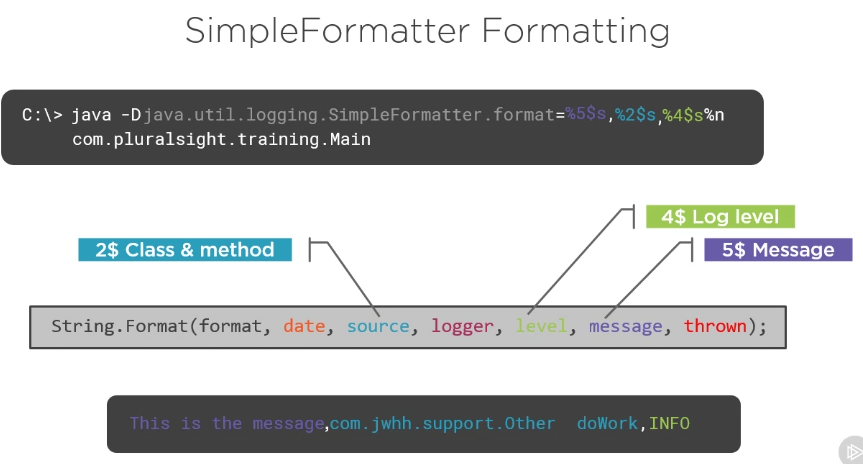 SimpleFormatter Formatting
C:\> java -Djava.util.logging.SimpleFormatter.format=%5$s,%2$s,%4$s%n
com.pluralsight.training.Main
4$ Log level
2$ Class & method
5$ Message
String.Format(format, date, source, logger, level, message, thrown);
This is the message,com.jwhh.support.Other doWork,INFO